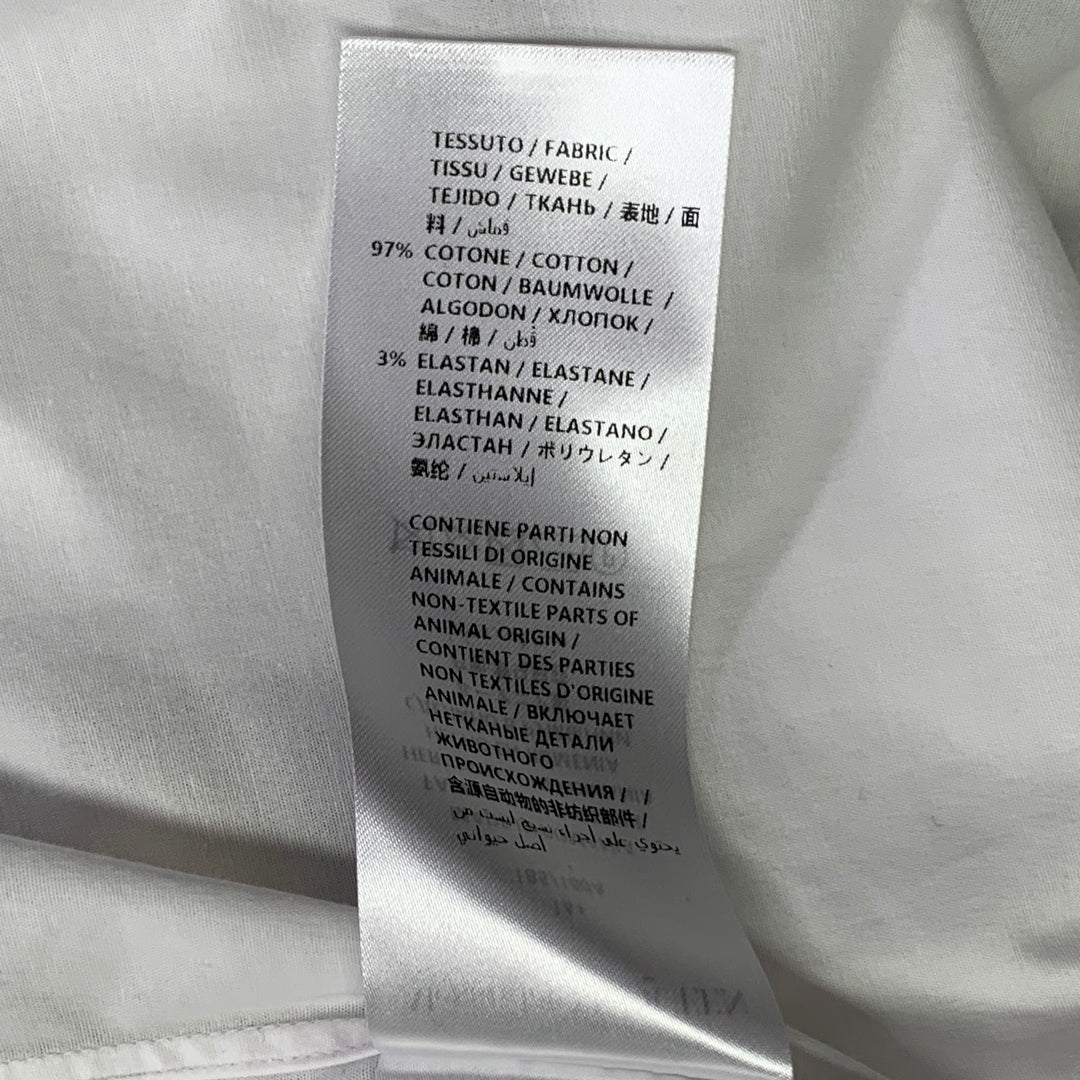 TESSUTO / FABRIC /
TISSU / GEWEBE /
TEJIDO / ТКАНЬ / 表地 / 面
料 / قماش
97% COTONE / COTTON /
COTON / BAUMWOLLE /
ALGODON / ХЛОПОК /
綿 / 棉 / قطن
3% ELASTAN / ELASTANE /
ELASTHANNE /
ELASTHAN / ELASTANO /
ЭЛАСТАН / ポリウレタン /
氨纶 / إيلاستين
CONTIENE PARTI NON
TESSILI DI ORIGINE
ANIMALE / CONTAINS
NON-TEXTILE PARTS OF
ANIMAL ORIGIN /
CONTIENT DES PARTIES
NON TEXTILES D'ORIGINE
ANIMALE / ВКЛЮЧАЕТ
НЕТКАНЫЕ ДЕТАЛИ
ЖИВОТНОГО
ПРОИСХОЖДЕНИЯ / /
含源自动物的非纺织部件 /
يحتوي على أجزاء نسيج ليست من
أصل حيواني